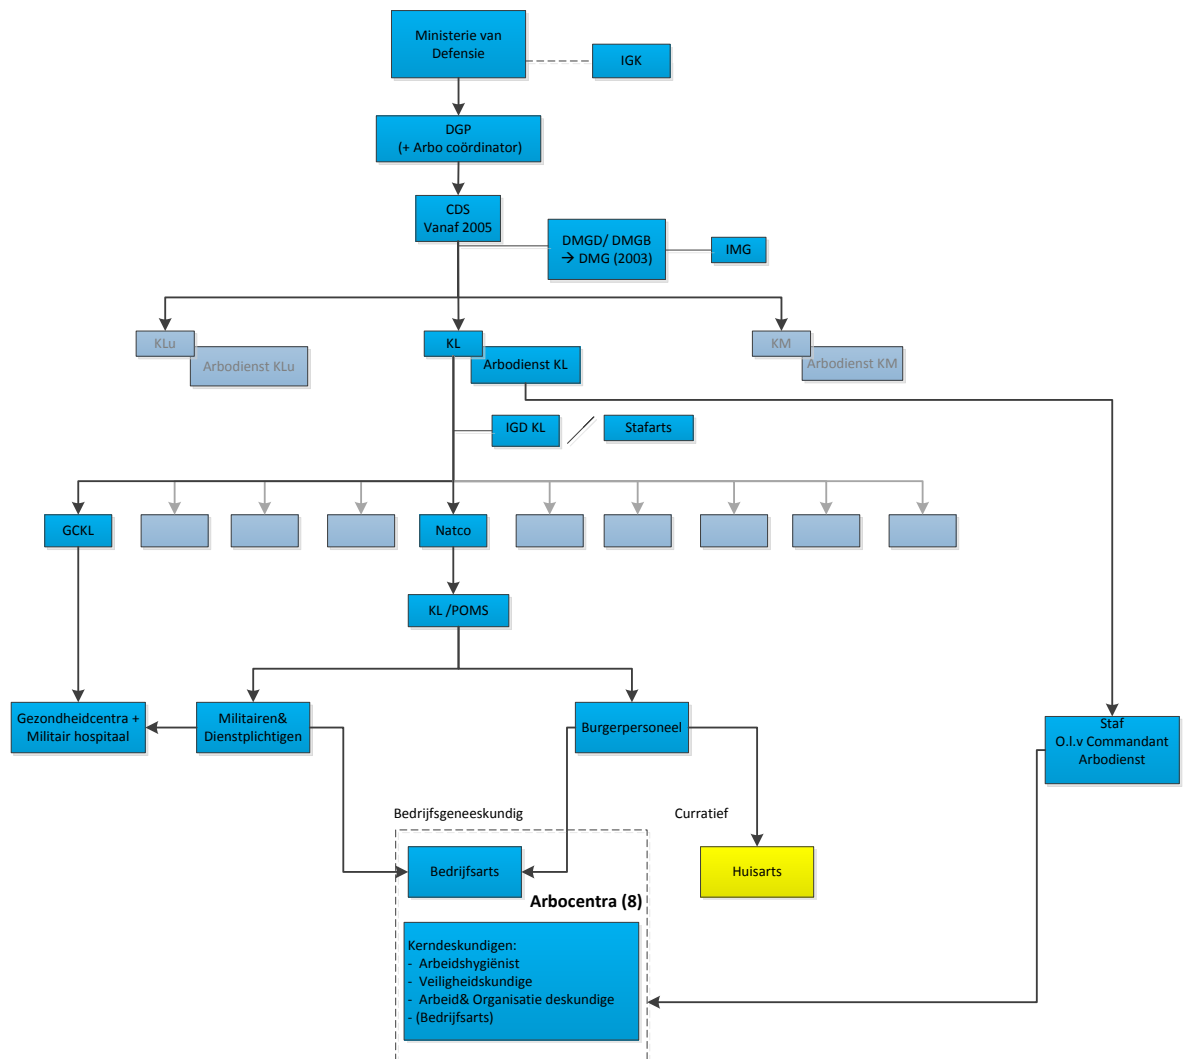 Ministerie van
Defensie
IGK
DGP
(+ Arbo coördinator)
CDS
Vanaf 2005
DMGD/ DMGB
→ DMG (2003)
IMG
KLu
Arbodienst KLu
KL
Arbodienst KL
KM
Arbodienst KM
IGD KL
Stafarts
GCKL
Natco
KL /POMS
Gezondheidcentra +
Militair hospitaal
Militairen&
Dienstplichtigen
Burgerpersoneel
Staf
O.l.v Commandant
Arbodienst
Bedrijfsgeneeskundig
Curratief
Bedrijfsarts
Huisarts
Arbocentra (8)
Kerndeskundigen:
- Arbeidshygiënist
- Veiligheidskundige
- Arbeid& Organisatie deskundige
- (Bedrijfsarts)